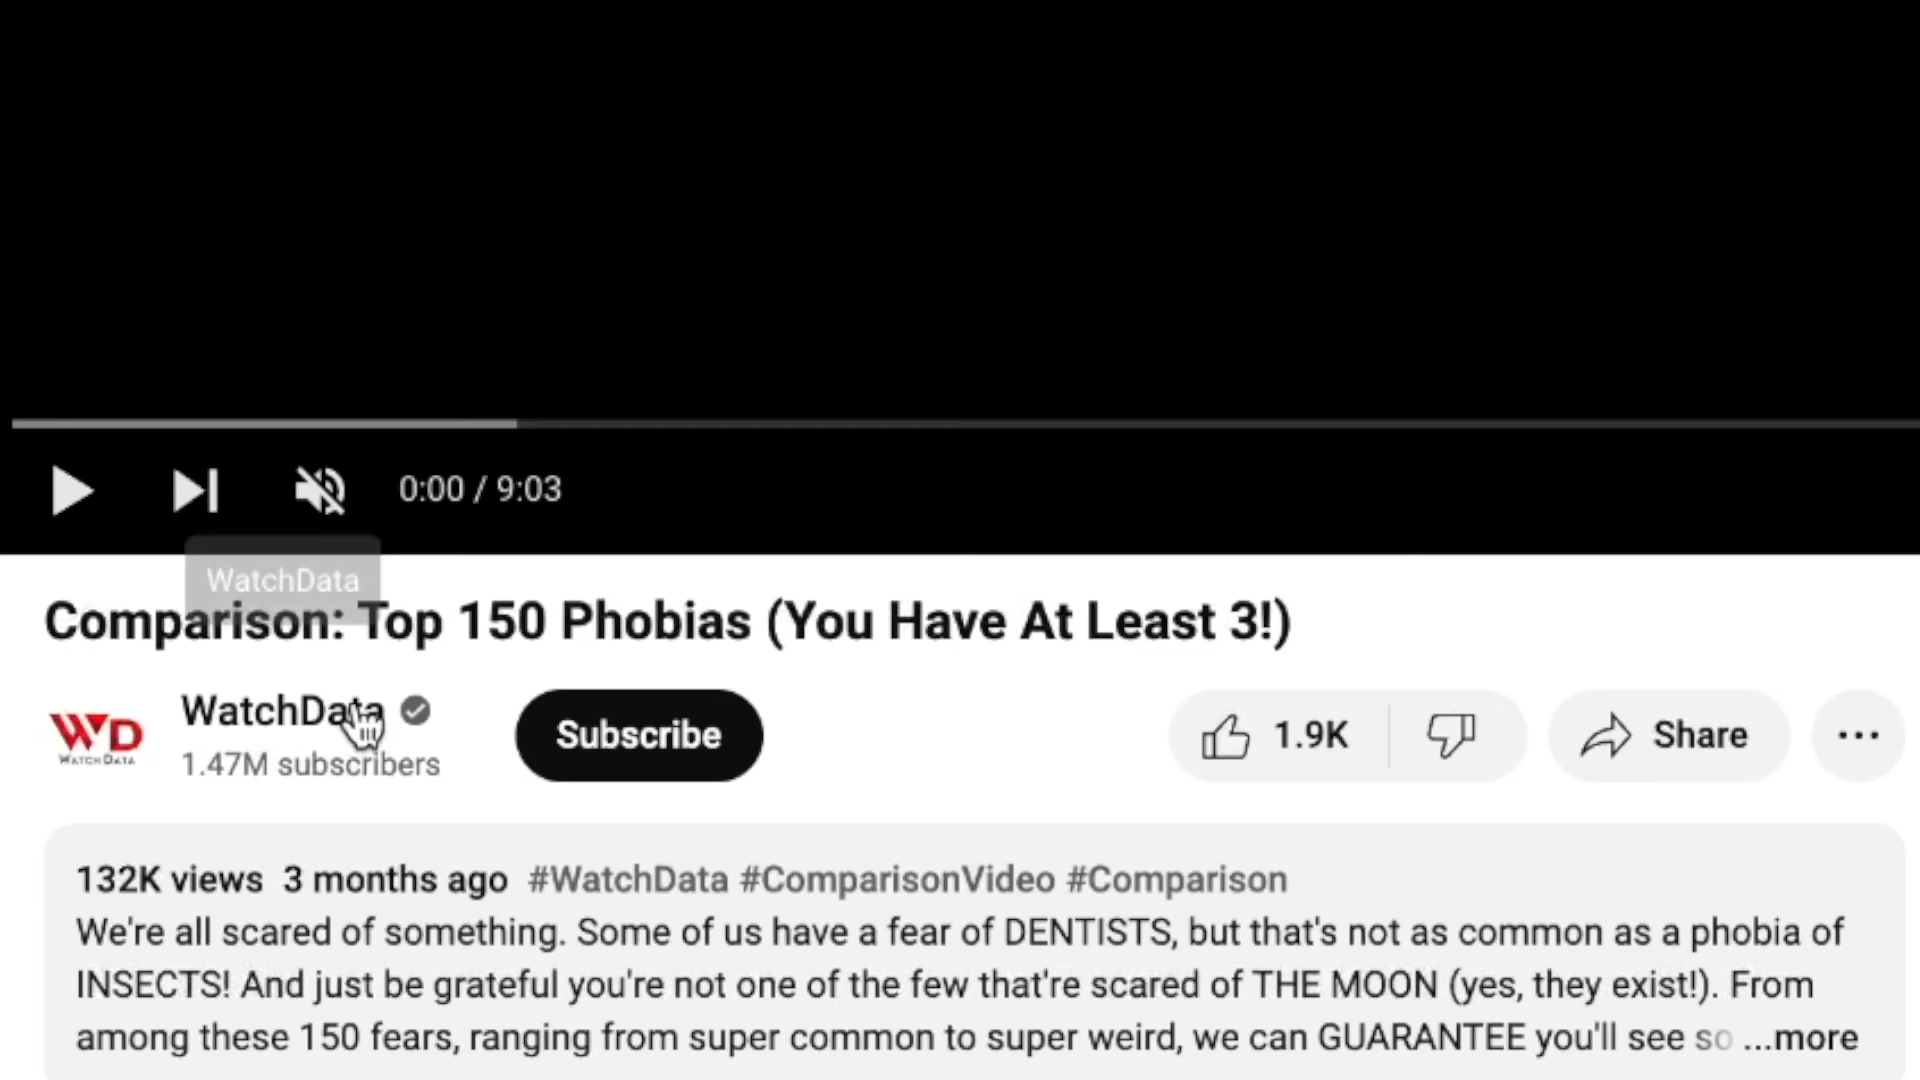 0:00 / 9:03
WatchData
Comparison: Top 150 Phobias (You Have At Least 3!)
WD
WATCH DATA
WatchData
1.47M subscribers
Subscribe
1.9K
Share
132K views 3 months ago #WatchData #ComparisonVideo #Comparison
We're all scared of something. Some of us have a fear of DENTISTS, but that's not as common as a phobia of
INSECTS! And just be grateful you're not one of the few that're scared of THE MOON (yes, they exist!). From
among these 150 fears, ranging from super common to super weird, we can GUARANTEE you'll see so ...more